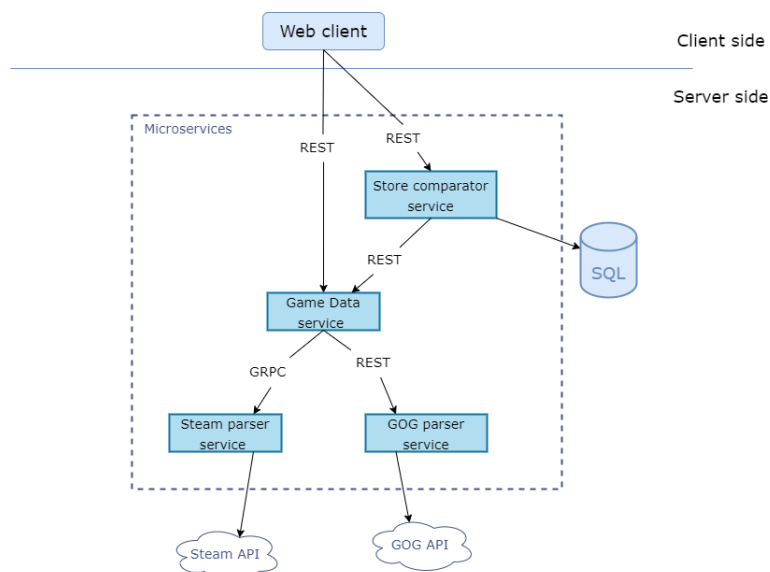 Web client
Client side
Server side
Microservices
REST
REST
Store comparator
service
REST
SQL
Game Data
service
GRPC
REST
Steam parser
service
GOG parser
service
Steam API
GOG API